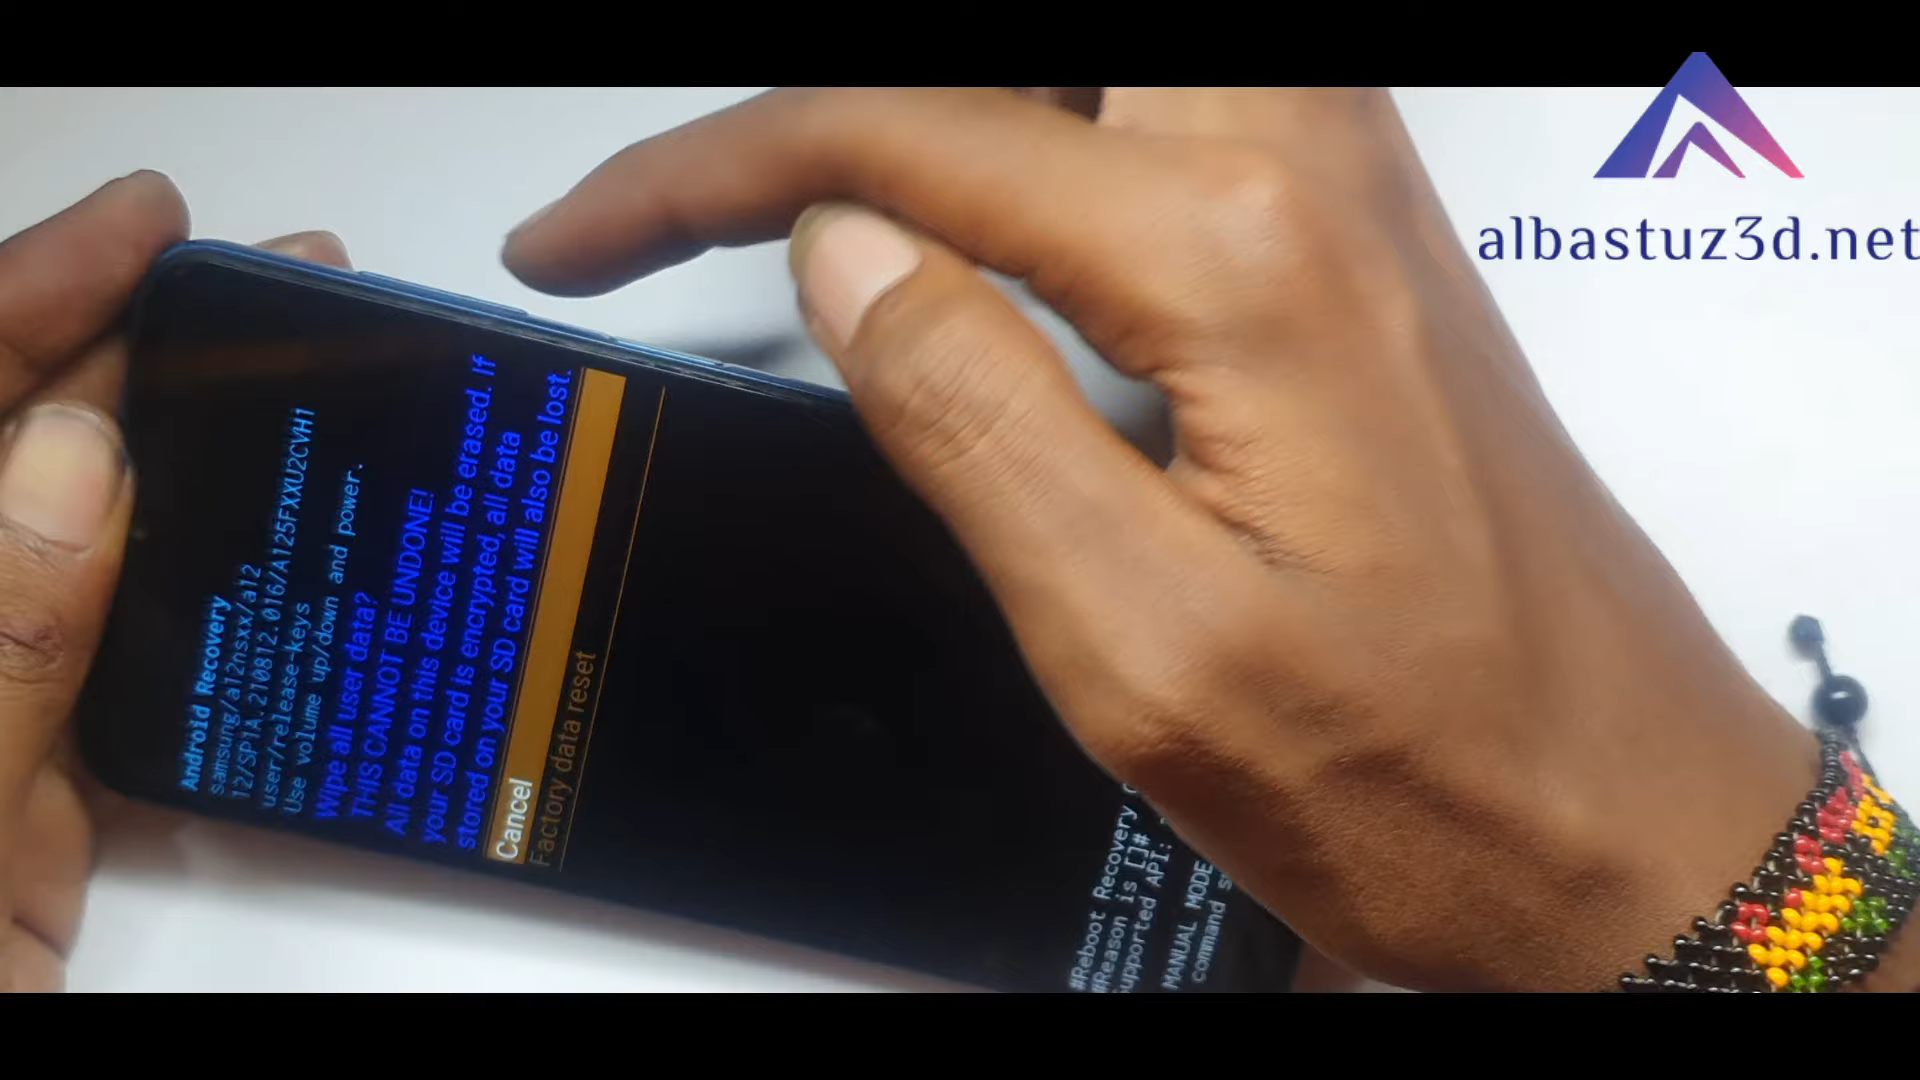 albastuz3d.net
Android Recovery
samsung/a12nsxx/a12
12/SP1A.210812.016/A125FXXU2CVH1
user/release-keys
Use volume up/down and power.
Wipe all user data?
THIS CANNOT BE UNDONE!
All data on this device will be erased. If
your SD card is encrypted, all data
stored on your SD card will also be lost.
Cancel
Factory data reset
#Reboot Recovery
#Reason is []#
Supported API:
MANUAL MODE
command